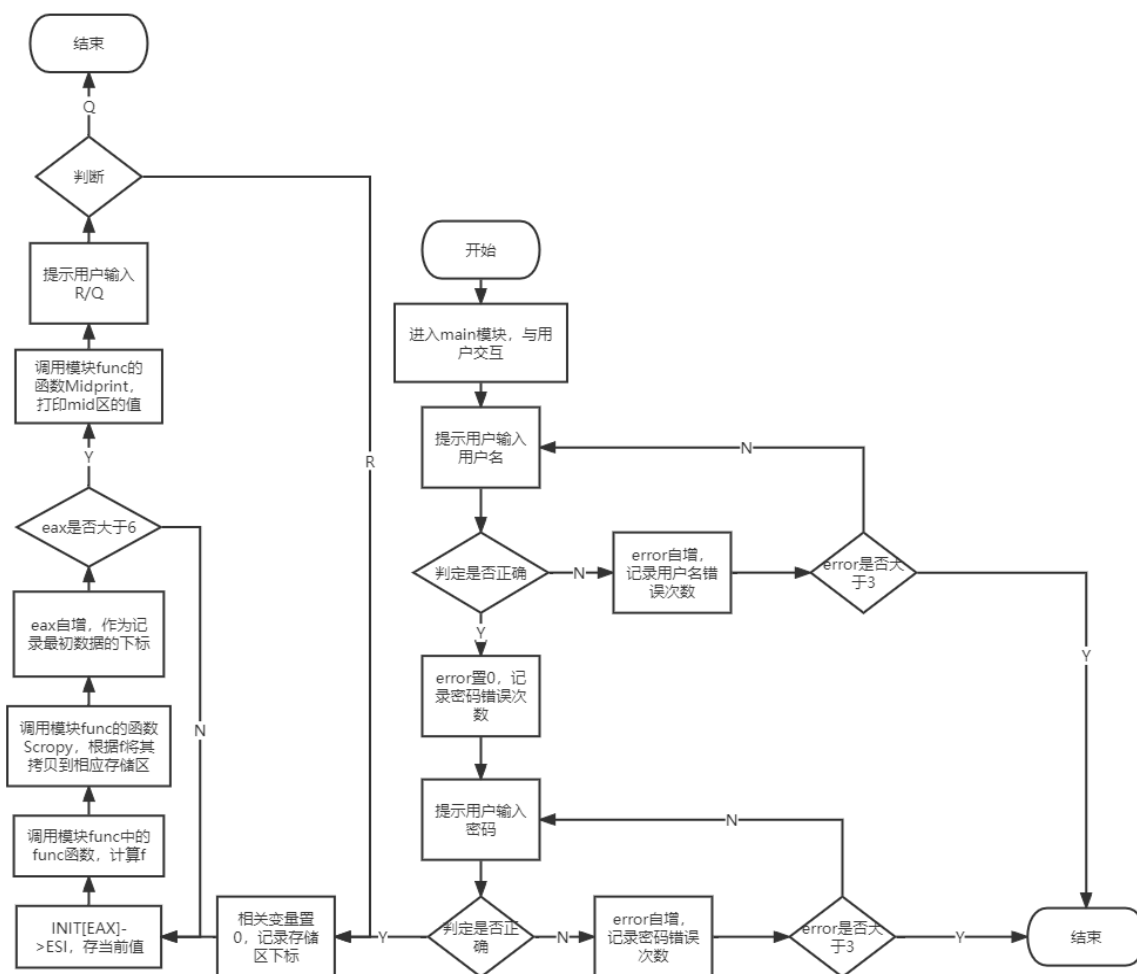 结束
Q
判断
提示用户输入
R/Q
调用模块func的
函数Midprint，
打印mid区的值
Y
eax是否大于6
N
eax自增，作为记
录最初数据的下标
调用模块func的函数
Scropy，根据f将其
拷贝到相应存储区
调用模块func中的
func函数，计算f
INIT[EAX]-
>ESI，存当前值
R
相关变量置
0，记录存储
区下标
开始
进入main模块，与用
户交互
提示用户输入
用户名
判定是否正确
N
error自增，
记录用户名错
误次数
error是否大
于3
N
Y
Y
error置0，记
录密码错误次
数
提示用户输入
密码
判定是否正
确
Y
N
error自增，
记录密码错误
次数
error是否大
于3
N
Y
结束